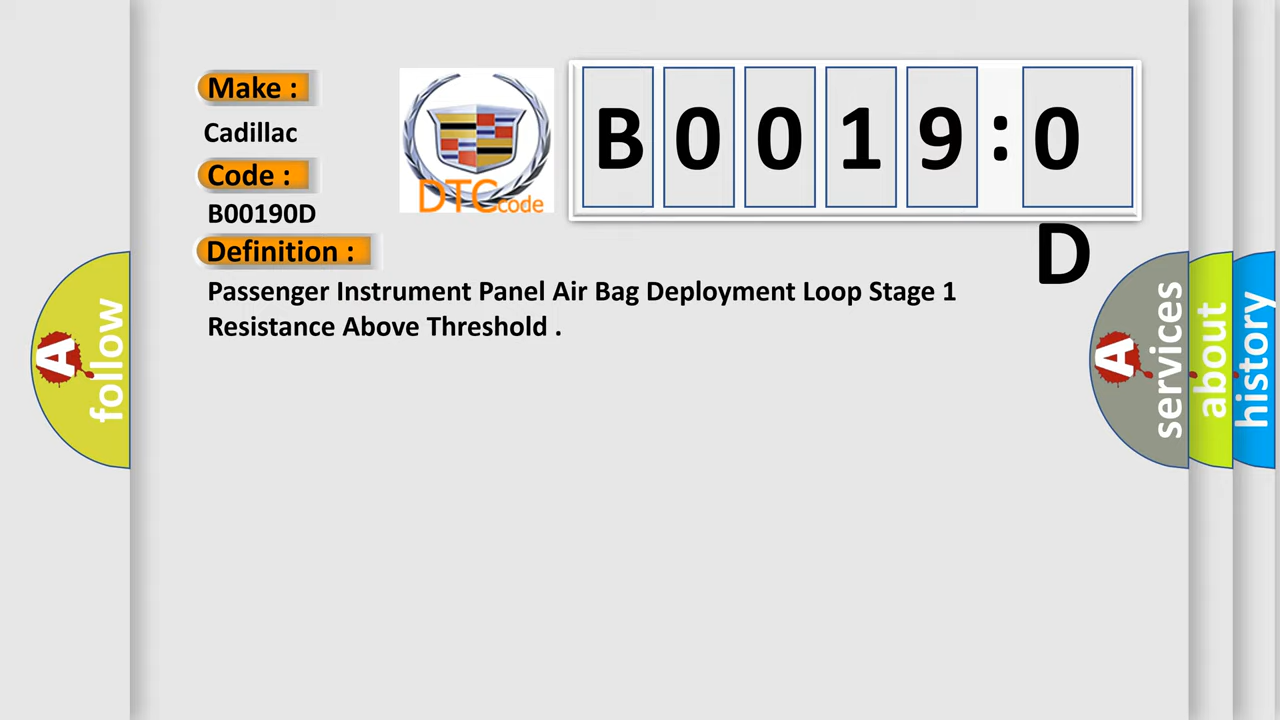 Make :
Cadillac
Code :
B00190D
Definition :
Passenger Instrument Panel Air Bag Deployment Loop Stage 1
Resistance Above Threshold .
DTCcode
B0019:0
D
A follow
A services
about
history